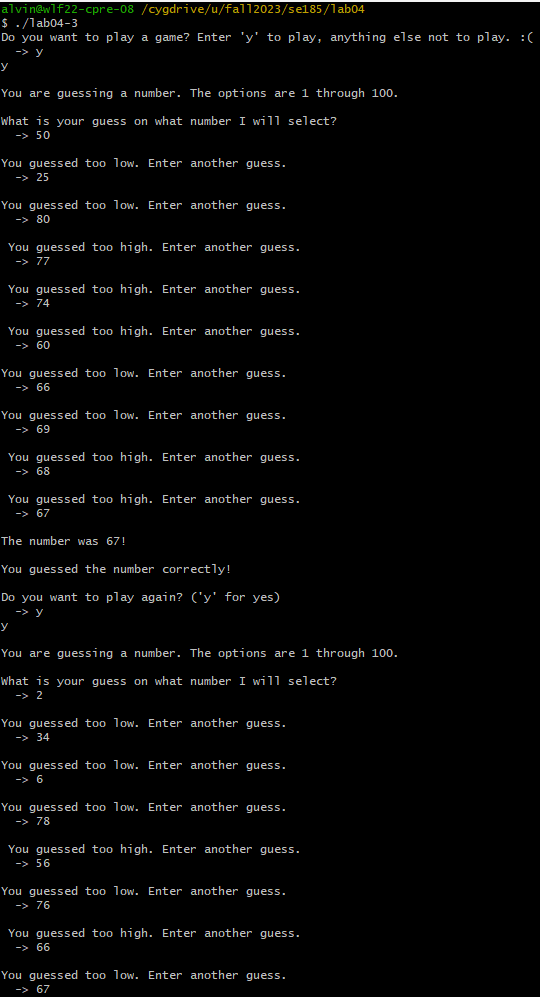 alvin@wlf22-cpre-08 /cygdrive/u/fall2023/se185/lab04
$ ./lab04-3
Do you want to play a game? Enter 'y' to play, anything else not to play. :(
  -> y
y

You are guessing a number. The options are 1 through 100.

What is your guess on what number I will select?
  -> 50

You guessed too low. Enter another guess.
  -> 25

You guessed too low. Enter another guess.
  -> 80

 You guessed too high. Enter another guess.
  -> 77

 You guessed too high. Enter another guess.
  -> 74

 You guessed too high. Enter another guess.
  -> 60

You guessed too low. Enter another guess.
  -> 66

You guessed too low. Enter another guess.
  -> 69

 You guessed too high. Enter another guess.
  -> 68

 You guessed too high. Enter another guess.
  -> 67

The number was 67!

You guessed the number correctly!

Do you want to play again? ('y' for yes)
  -> y
y

You are guessing a number. The options are 1 through 100.

What is your guess on what number I will select?
  -> 2

You guessed too low. Enter another guess.
  -> 34

You guessed too low. Enter another guess.
  -> 6

You guessed too low. Enter another guess.
  -> 78

 You guessed too high. Enter another guess.
  -> 56

You guessed too low. Enter another guess.
  -> 76

 You guessed too high. Enter another guess.
  -> 66

You guessed too low. Enter another guess.
  -> 67